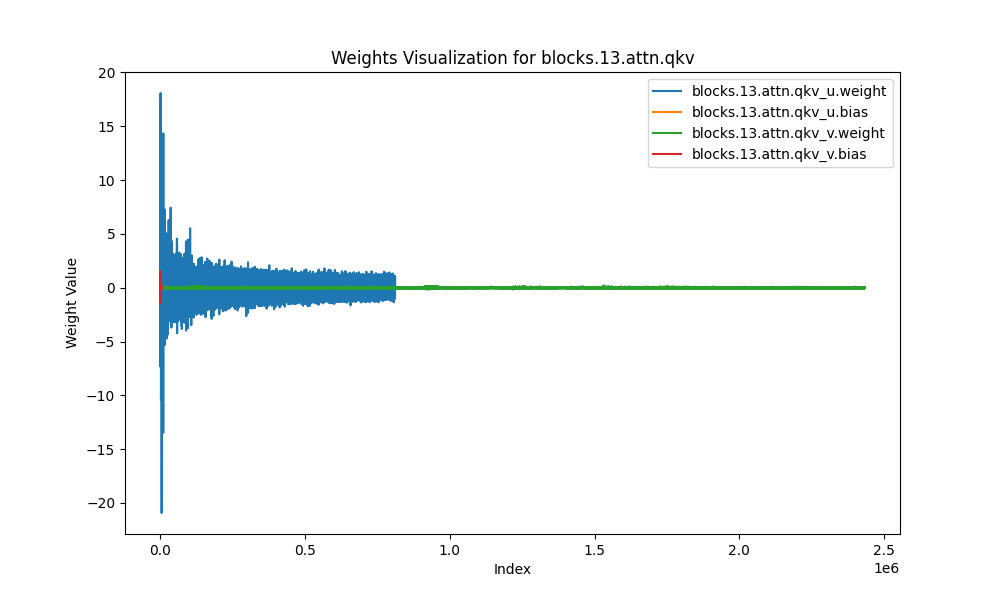 Weights Visualization for blocks.13.attn.qkv
blocks.13.attn.qkv_u.weight
blocks.13.attn.qkv_u.bias
blocks.13.attn.qkv_v.weight
blocks.13.attn.qkv_v.bias
Weight Value
20
15
10
5
0
−5
−10
−15
−20
0.0 0.5 1.0 1.5 2.0 2.5
1e6
Index